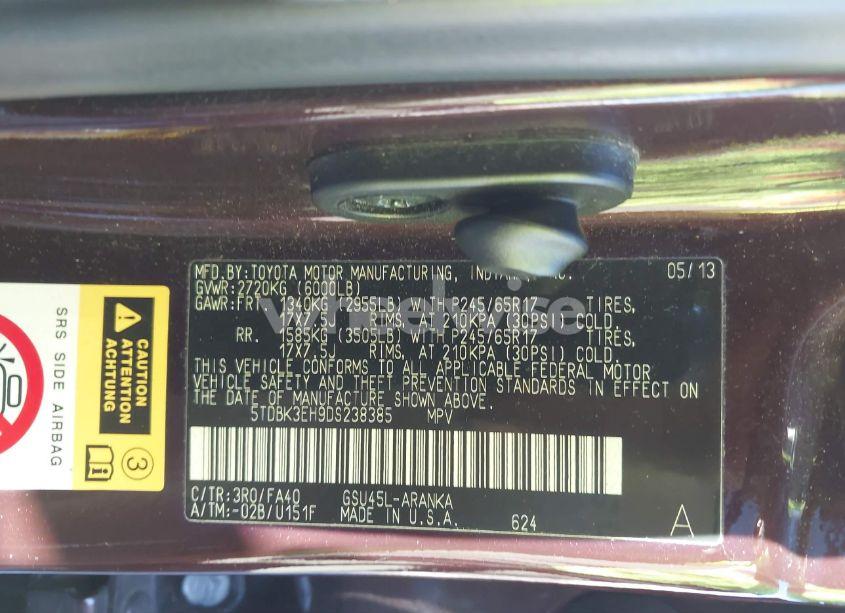 MFD.BY:TOYOTA MOTOR MANUFACTURING, INDIANA, INC. 05/13
GVWR:2720KG (6000LB)
GAWR:FRT. 1340KG (2955LB) WITH P245/65R17 TIRES,
17X7.5J RIMS, AT 210KPA (30PSI) COLD.
RR. 1585KG (3505LB) WITH P245/65R17 TIRES,
17X7.5J RIMS, AT 210KPA (30PSI) COLD.
THIS VEHICLE CONFORMS TO ALL APPLICABLE FEDERAL MOTOR
VEHICLE SAFETY AND THEFT PREVENTION STANDARDS IN EFFECT ON
THE DATE OF MANUFACTURE SHOWN ABOVE.
5TDBK3EH9DS238385 MPV
C/TR:3R0/FA40 GSU45L-ARANKA
A/TM:-02B/U151F MADE IN U.S.A. 624 A
SRS SIDE AIRBAG
CAUTION
ATTENTION
ACHTUNG
3
wheelwise